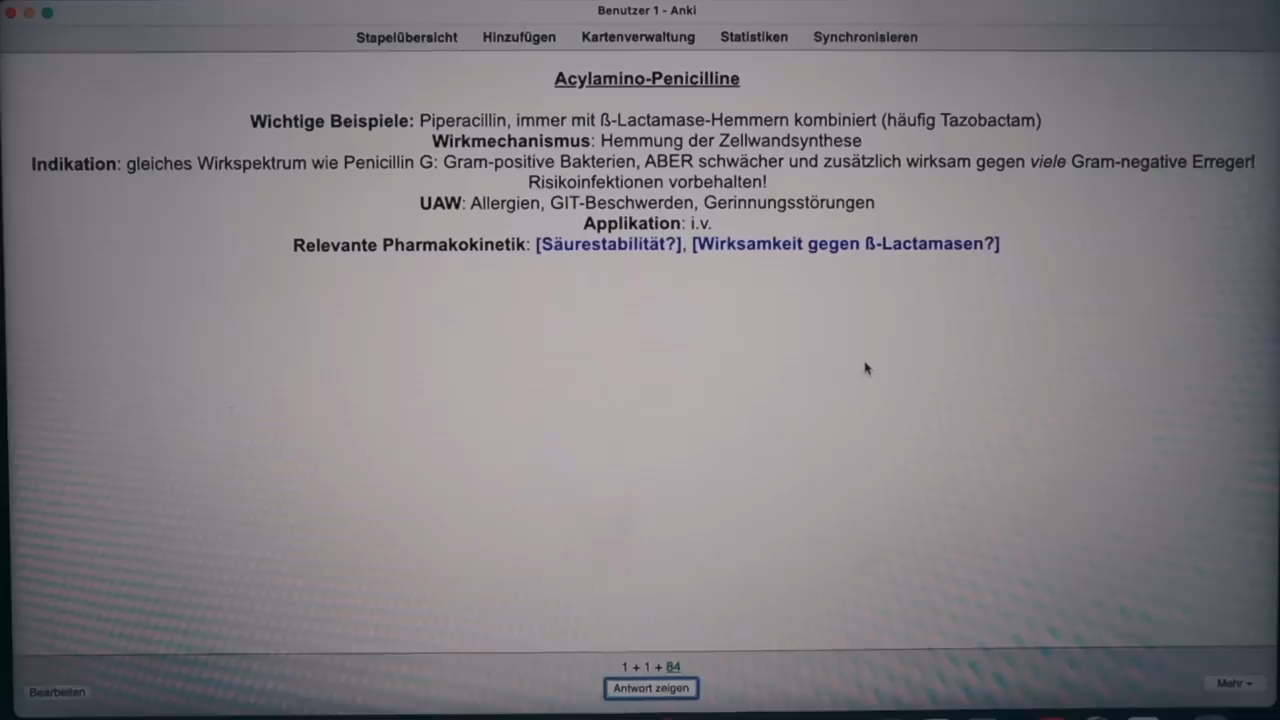 Benutzer 1 - Anki
Stapelübersicht Hinzufügen Kartenverwaltung Statistiken Synchronisieren
Acylamino-Penicilline
Wichtige Beispiele: Piperacillin, immer mit ß-Lactamase-Hemmern kombiniert (häufig Tazobactam)
Wirkmechanismus: Hemmung der Zellwandsynthese
Indikation: gleiches Wirkspektrum wie Penicillin G: Gram-positive Bakterien, ABER schwächer und zusätzlich wirksam gegen viele Gram-negative Erreger!
Risikoinfektionen vorbehalten!
UAW: Allergien, GIT-Beschwerden, Gerinnungsstörungen
Applikation: i.v.
Relevante Pharmakokinetik: [Säurestabilität?], [Wirksamkeit gegen ß-Lactamasen?]
1 + 1 + 84
Bearbeiten Antwort zeigen Mehr